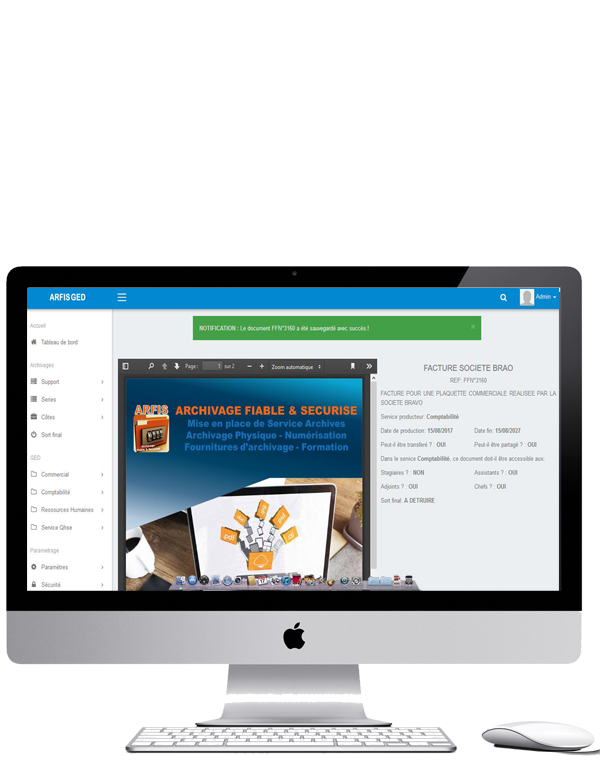 ARFISGED
Admin
Accueil
Tableau de bord
Archivages
Support
Series
Côtes
Sort final
GED
Commercial
Comptabilité
Ressources Humaines
Service Qhse
Parametrage
Paramètres
Sécurité
NOTIFICATION : Le document FFN°3160 a été sauvegardé avec succès !
×
Page : 1 sur 2
Zoom automatique
ARFIS
ARCHIVAGE FIABLE & SECURISE
Mise en place de Service Archives
Archivage Physique - Numérisation
Fournitures d'archivage - Formation
pdf
FACTURE SOCIETE BRAO
REF: FFN°3160
FACTURE POUR UNE PLAQUETTE COMMERCIALE REALISEE PAR LA
SOCIETE BRAVO
Service producteur: Comptabilité
Date de production: 15/08/2017 Date fin: 15/08/2027
Peut-il être transferé ? : OUI Peut-il être partagé ? : OUI
Dans le service Comptabilité, ce document doit-il être accessible aux:
Stagiaires ? : NON Assistants ? : OUI
Adjoints ? : OUI Chefs ? : OUI
Sort final: A DETRUIRE